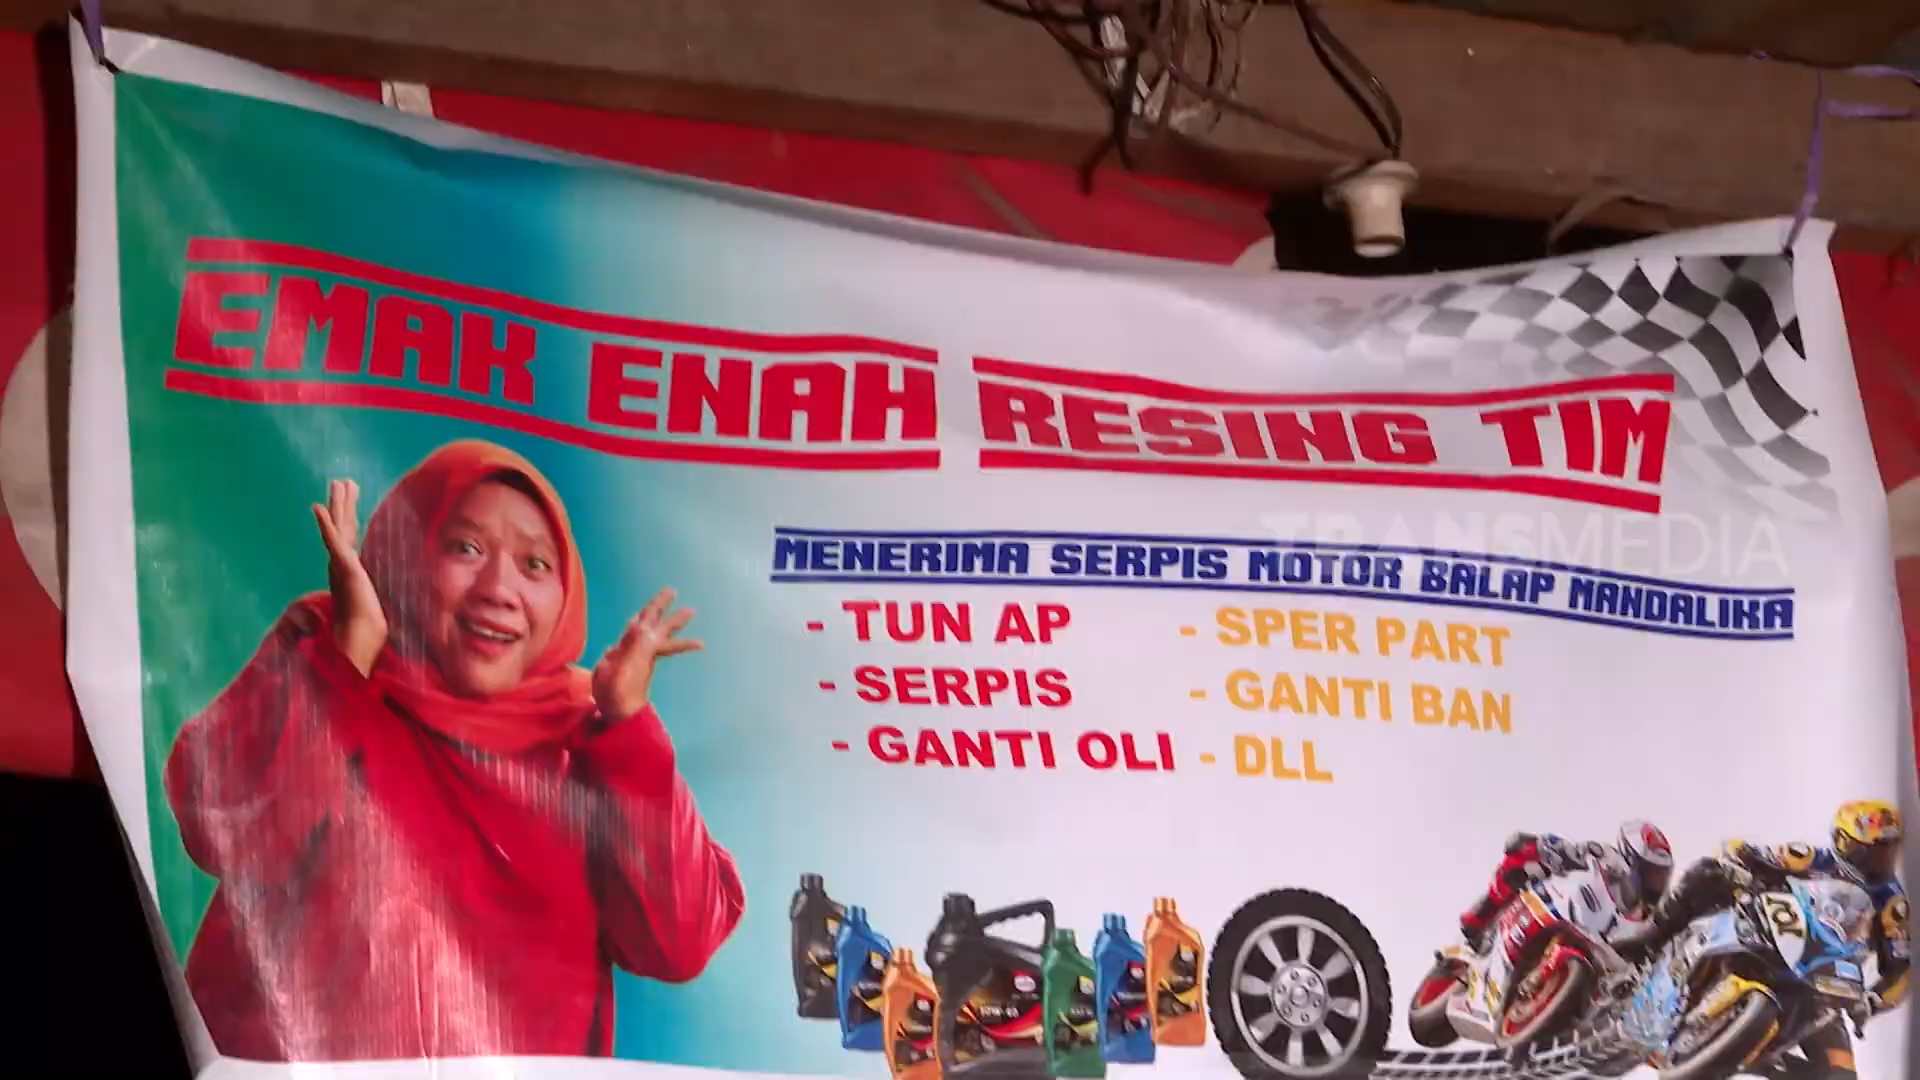 EMAK ENAH RESING TIM
TRANSMEDIA
MENERIMA SERPIS MOTOR BALAP MANDALIKA
- TUN AP
- SERPIS
- GANTI OLI
- SPER PART
- GANTI BAN
- DLL